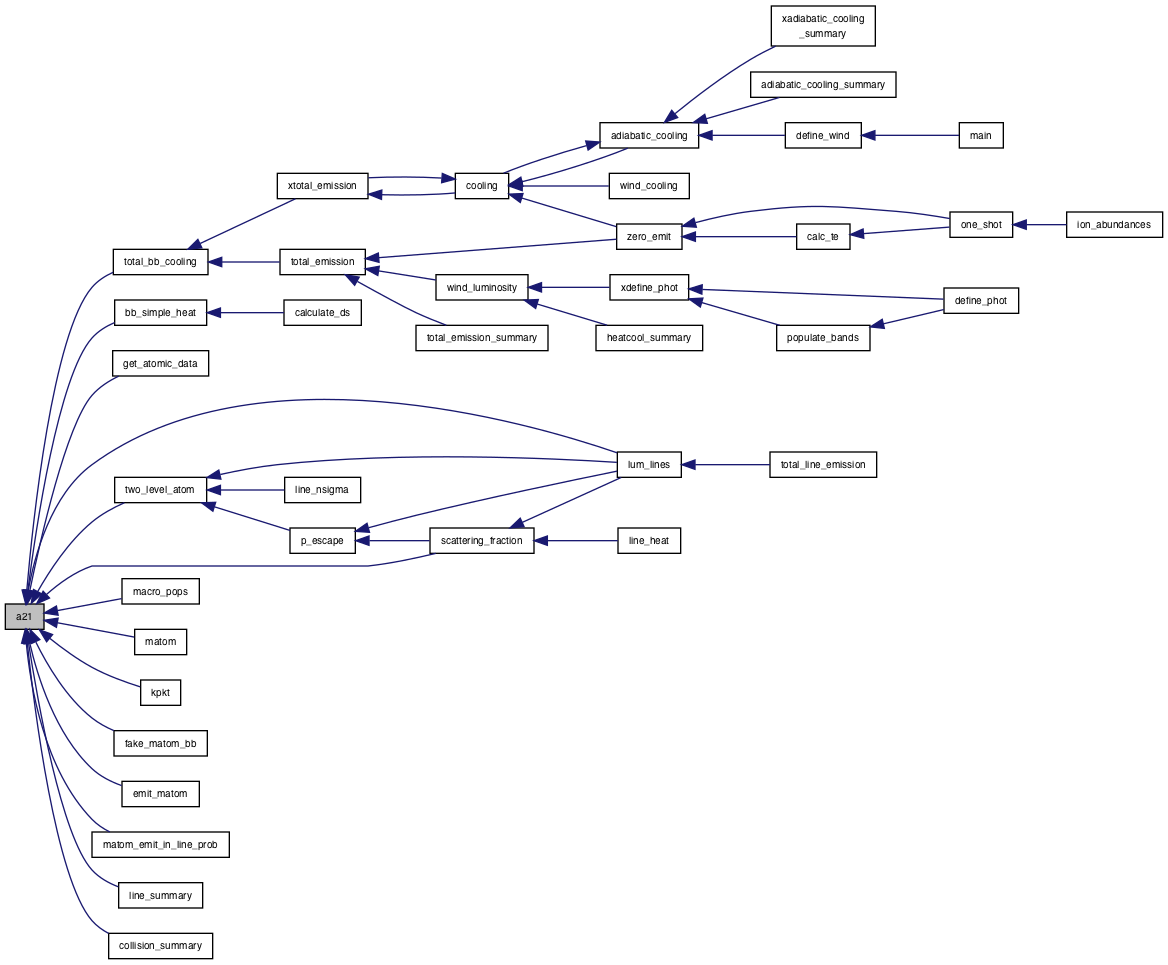 xadiabatic_cooling
_summary
adiabatic_cooling_summary
adiabatic_cooling
define_wind
main
xtotal_emission
cooling
wind_cooling
zero_emit
calc_te
one_shot
ion_abundances
total_bb_cooling
total_emission
wind_luminosity
xdefine_phot
define_phot
bb_simple_heat
calculate_ds
total_emission_summary
heatcool_summary
populate_bands
get_atomic_data
lum_lines
total_line_emission
two_level_atom
line_nsigma
p_escape
scattering_fraction
line_heat
macro_pops
a21
matom
kpkt
fake_matom_bb
emit_matom
matom_emit_in_line_prob
line_summary
collision_summary